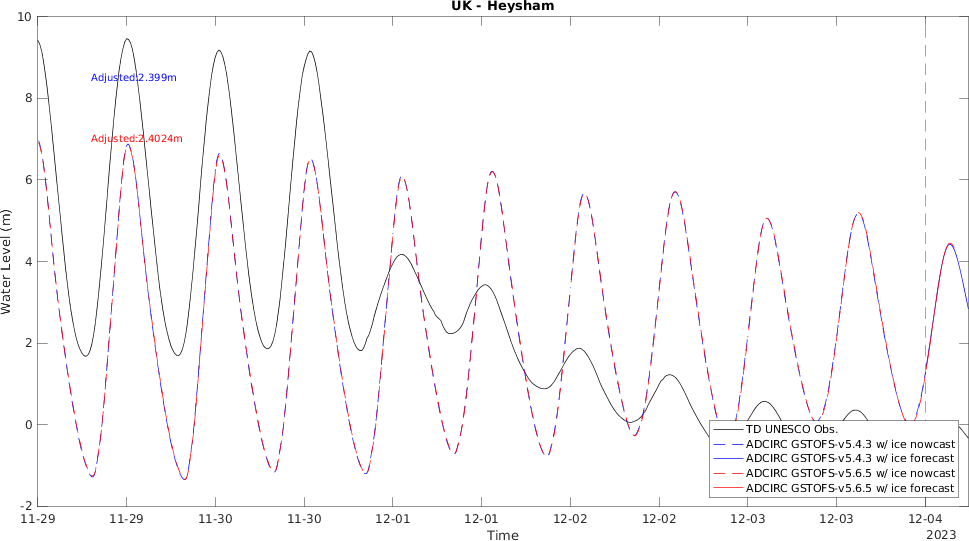 UK - Heysham
10
8
6
4
2
0
-2
Water Level (m)
Adjusted:2.399m
Adjusted:2.4024m
TD UNESCO Obs.
ADCIRC GSTOFS-v5.4.3 w/ ice nowcast
ADCIRC GSTOFS-v5.4.3 w/ ice forecast
ADCIRC GSTOFS-v5.6.5 w/ ice nowcast
ADCIRC GSTOFS-v5.6.5 w/ ice forecast
11-29 11-29 11-30 11-30 12-01 12-01 12-02 12-02 12-03 12-03 12-04
Time
2023